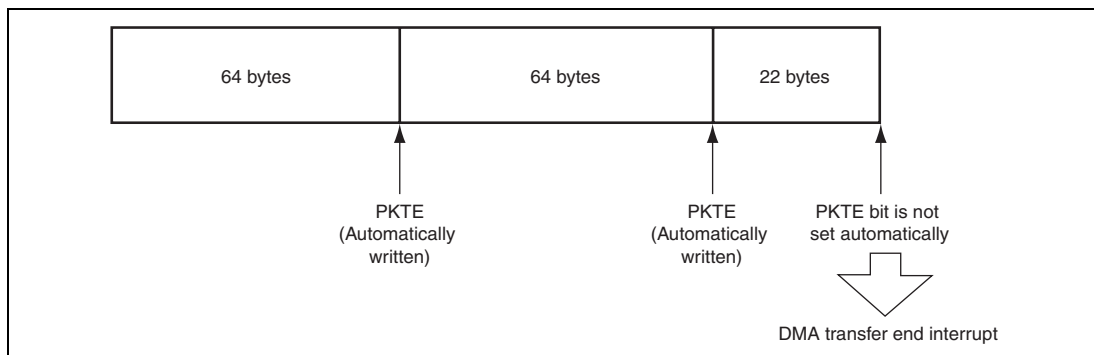 64 bytes
64 bytes
22 bytes
PKTE
(Automatically
written)
PKTE
(Automatically
written)
PKTE bit is not
set automatically
DMA transfer end interrupt